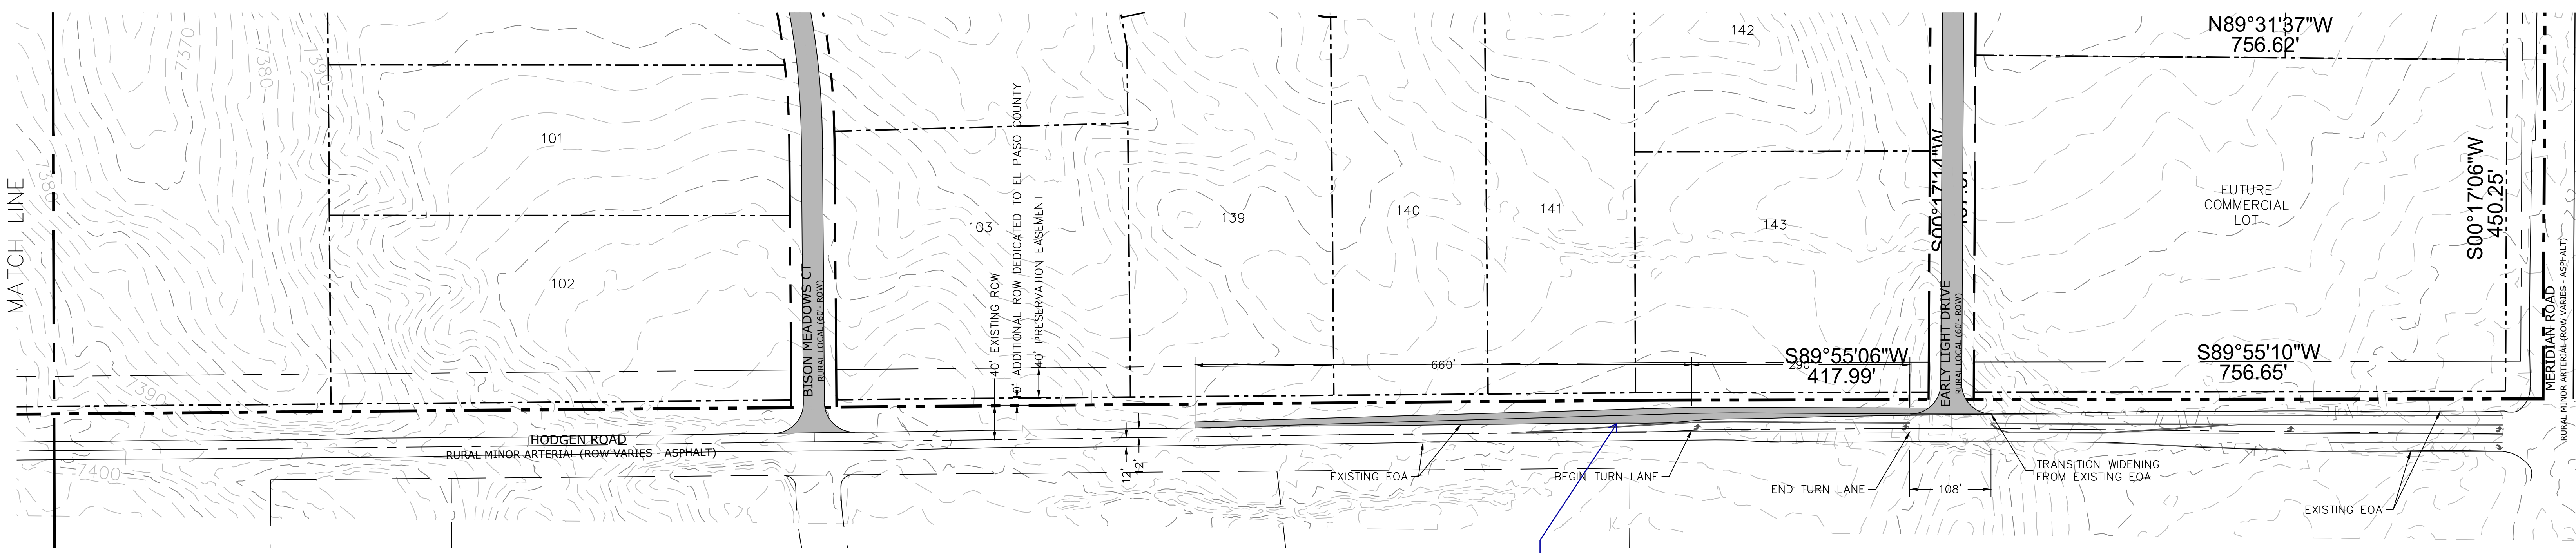 MATCH LINE
7370
7380
7390
101
102
BISON MEADOWS CT
RURAL LOCAL (60'- ROW)
103
40' EXISTING ROW
ADDITIONAL ROW DEDICATED TO EL PASO COUNTY
40' PRESERVATION EASEMENT
139
140
141
142
143
660'
290'
S89°55'06"W
417.99'
S00°17'14"W
EARLY LIGHT DRIVE
RURAL LOCAL (60'- ROW)
N89°31'37"W
756.62'
FUTURE
COMMERCIAL
LOT
S00°17'06"W
450.25'
S89°55'10"W
756.65'
MERIDIAN ROAD
RURAL MINOR ARTERIAL (ROW VARIES - ASPHALT)
7390
HODGEN ROAD
RURAL MINOR ARTERIAL (ROW VARIES - ASPHALT)
7400
12'
12'
EXISTING EOA
BEGIN TURN LANE
END TURN LANE
108'
TRANSITION WIDENING
FROM EXISTING EOA
EXISTING EOA